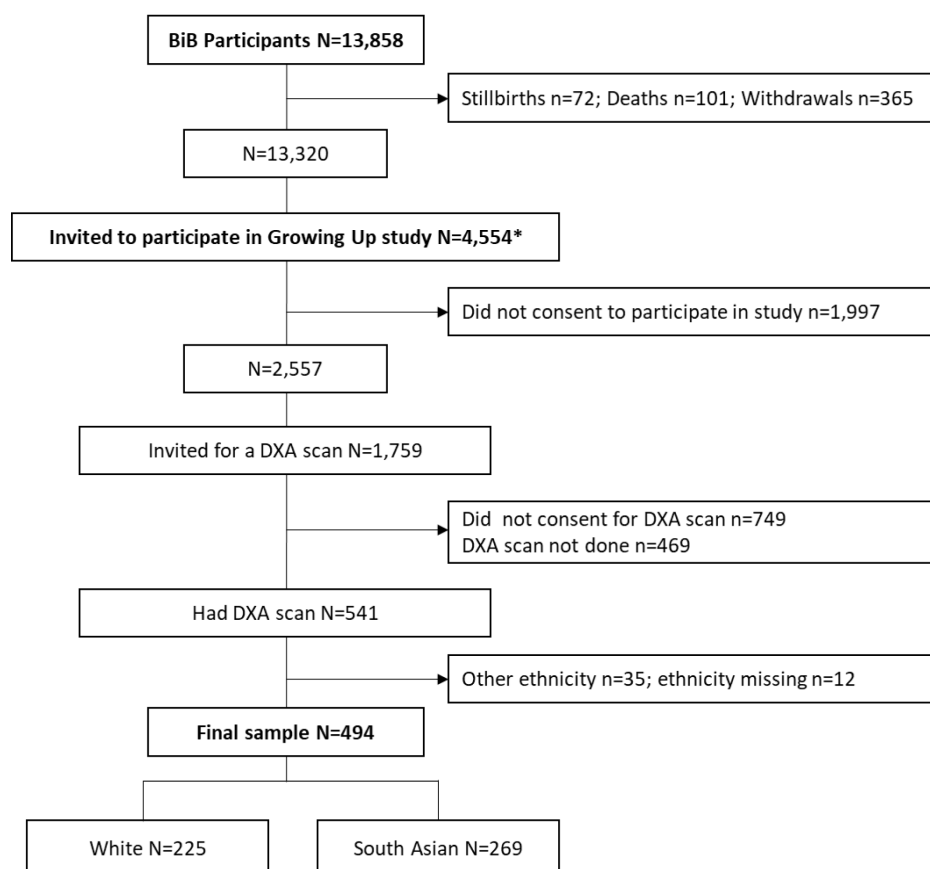 BiB Participants N=13,858
Stillbirths n=72; Deaths n=101; Withdrawals n=365
N=13,320
Invited to participate in Growing Up study N=4,554*
Did not consent to participate in study n=1,997
N=2,557
Invited for a DXA scan N=1,759
Did not consent for DXA scan n=749
DXA scan not done n=469
Had DXA scan N=541
Other ethnicity n=35; ethnicity missing n=12
Final sample N=494
White N=225
South Asian N=269